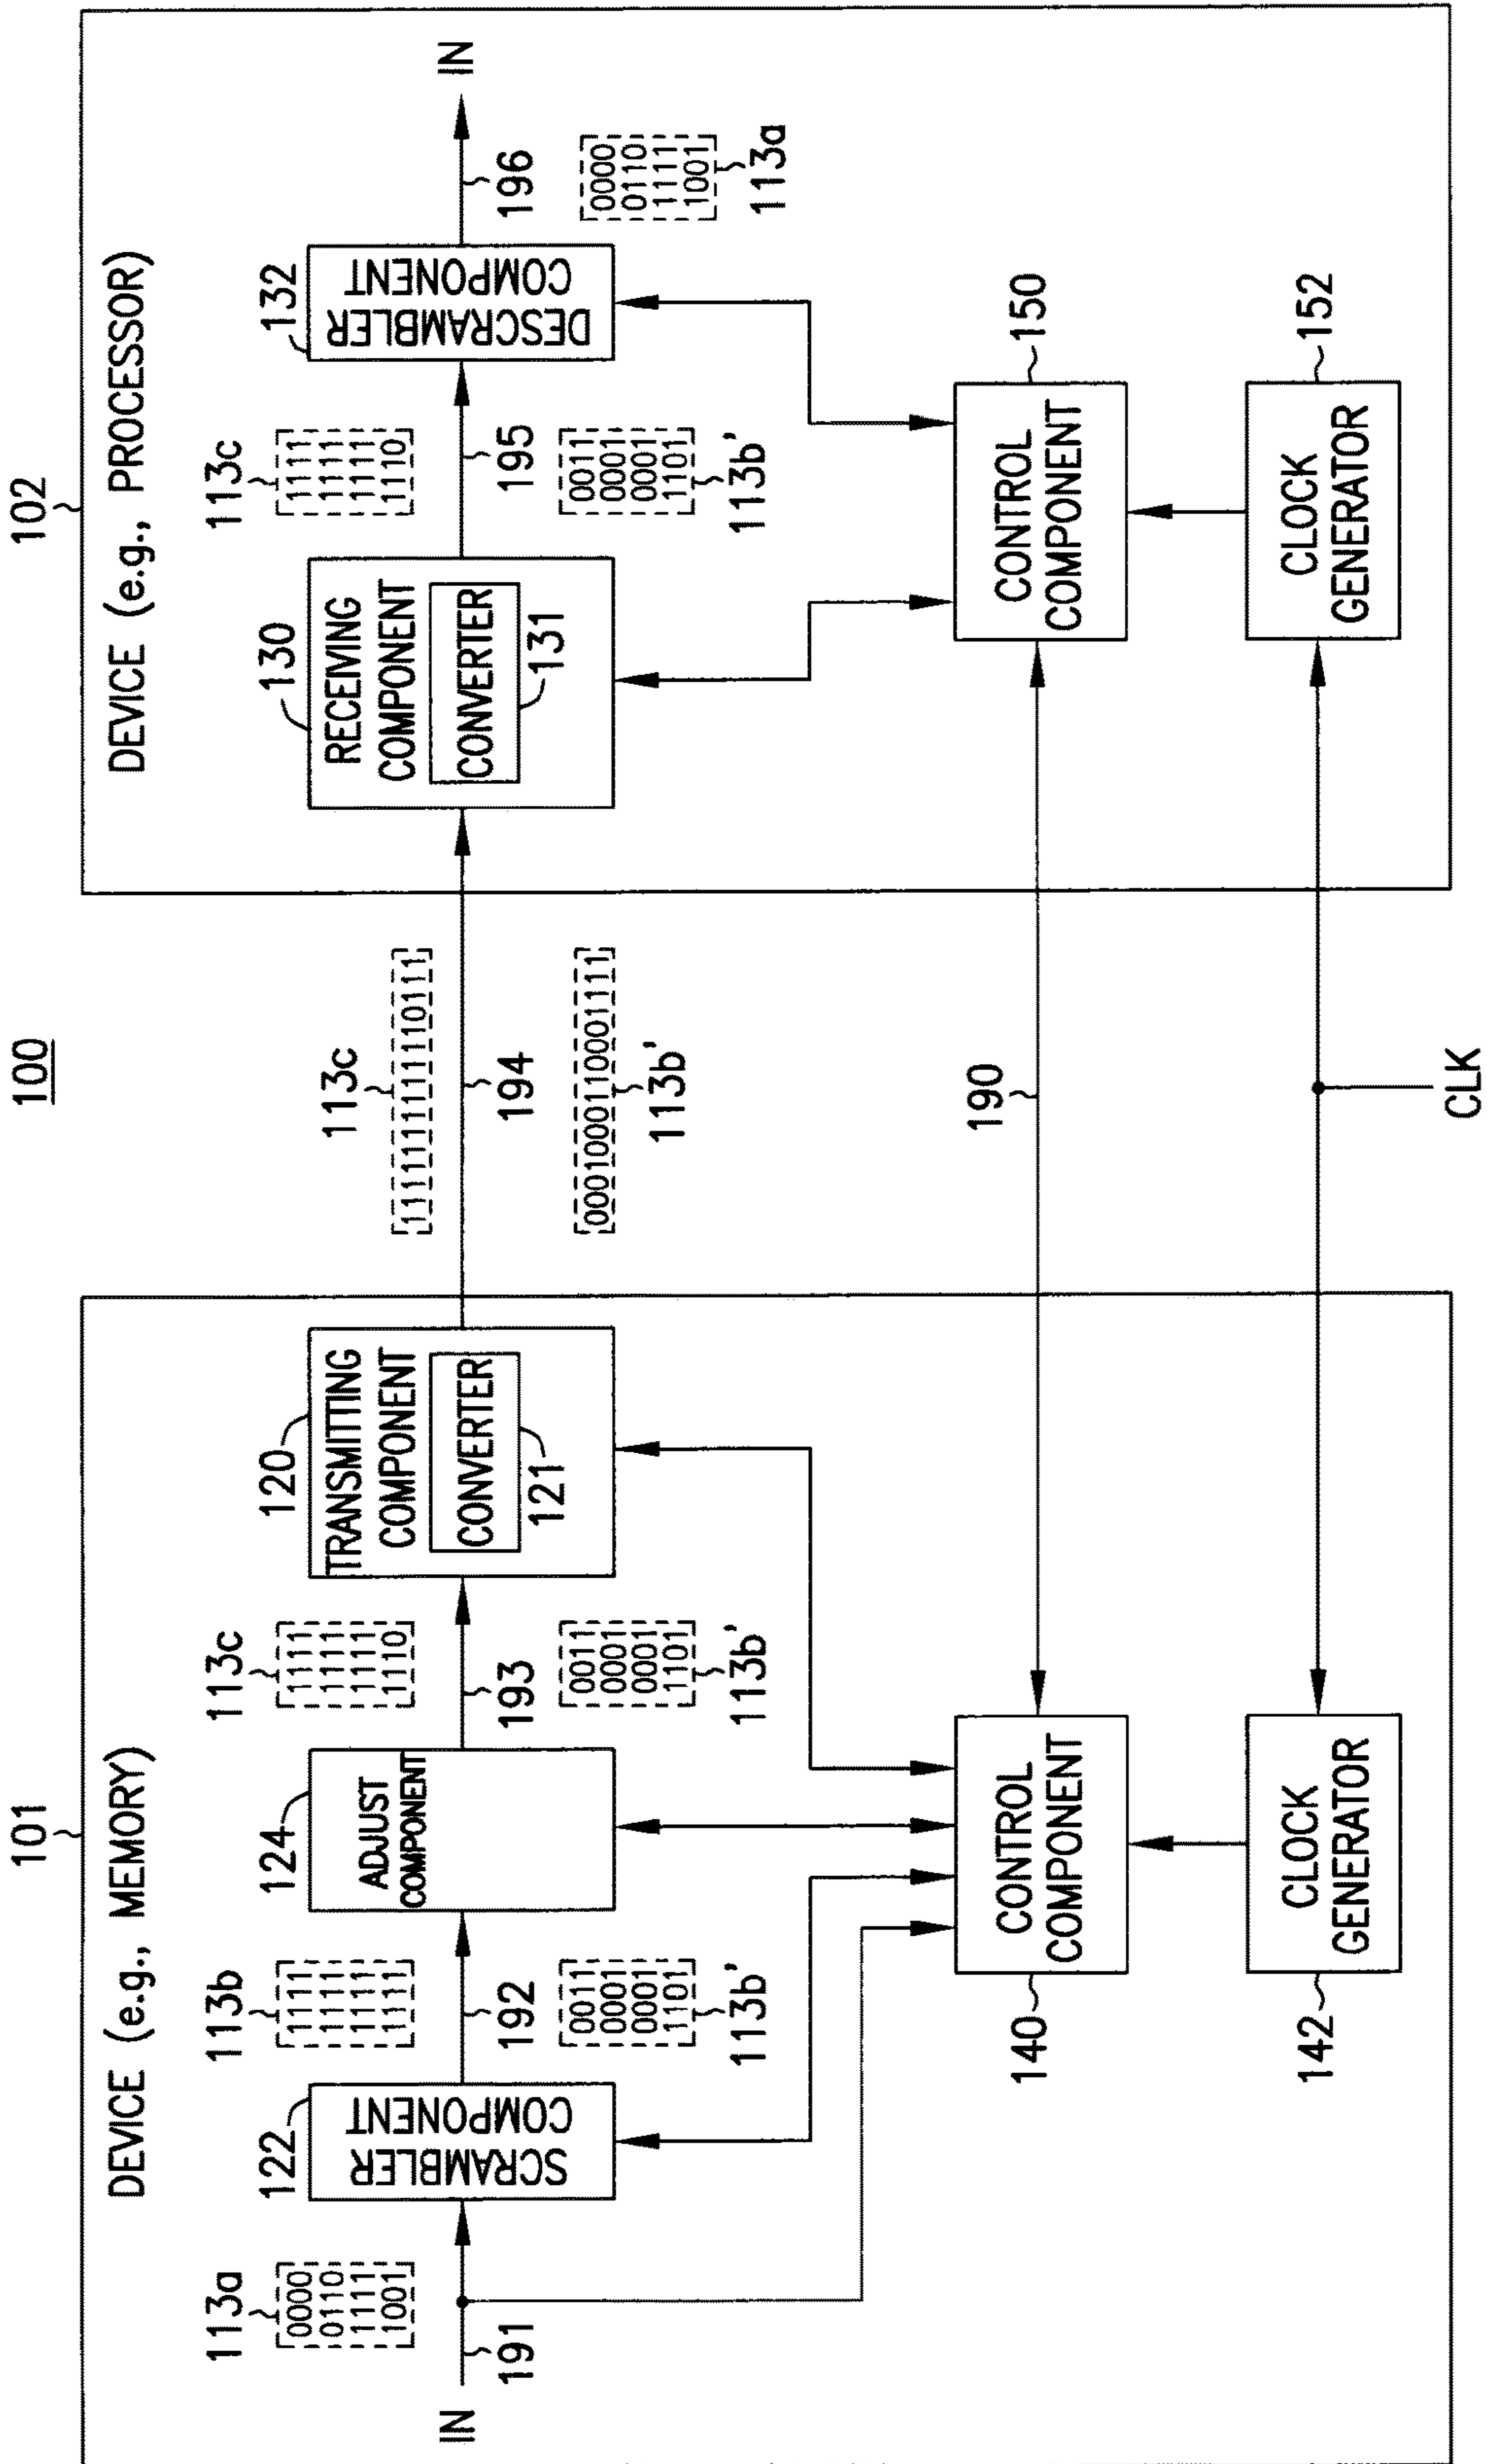 100
101
102
DEVICE (e.g., MEMORY)
DEVICE (e.g., PROCESSOR)
113a
0000
0110
1111
1001
IN
191
122
SCRAMBLER
COMPONENT
113b
1111
1111
1111
1111
192
0011
0001
0001
1101
113b'
124
ADJUST
COMPONENT
113c
1111
1111
1111
1110
193
0011
0001
0001
1101
113b'
120
TRANSMITTING
COMPONENT
CONVERTER
121
113c
1111111111110111
194
0001000110001111
113b'
130
RECEIVING
COMPONENT
CONVERTER
131
113c
1111
1111
1111
1110
195
0011
0001
0001
1101
113b'
132
DESCRAMBLER
COMPONENT
IN
196
0000
0110
1111
1001
113a
140
CONTROL
COMPONENT
190
CONTROL
COMPONENT
150
142
CLOCK
GENERATOR
CLK
CLOCK
GENERATOR
152